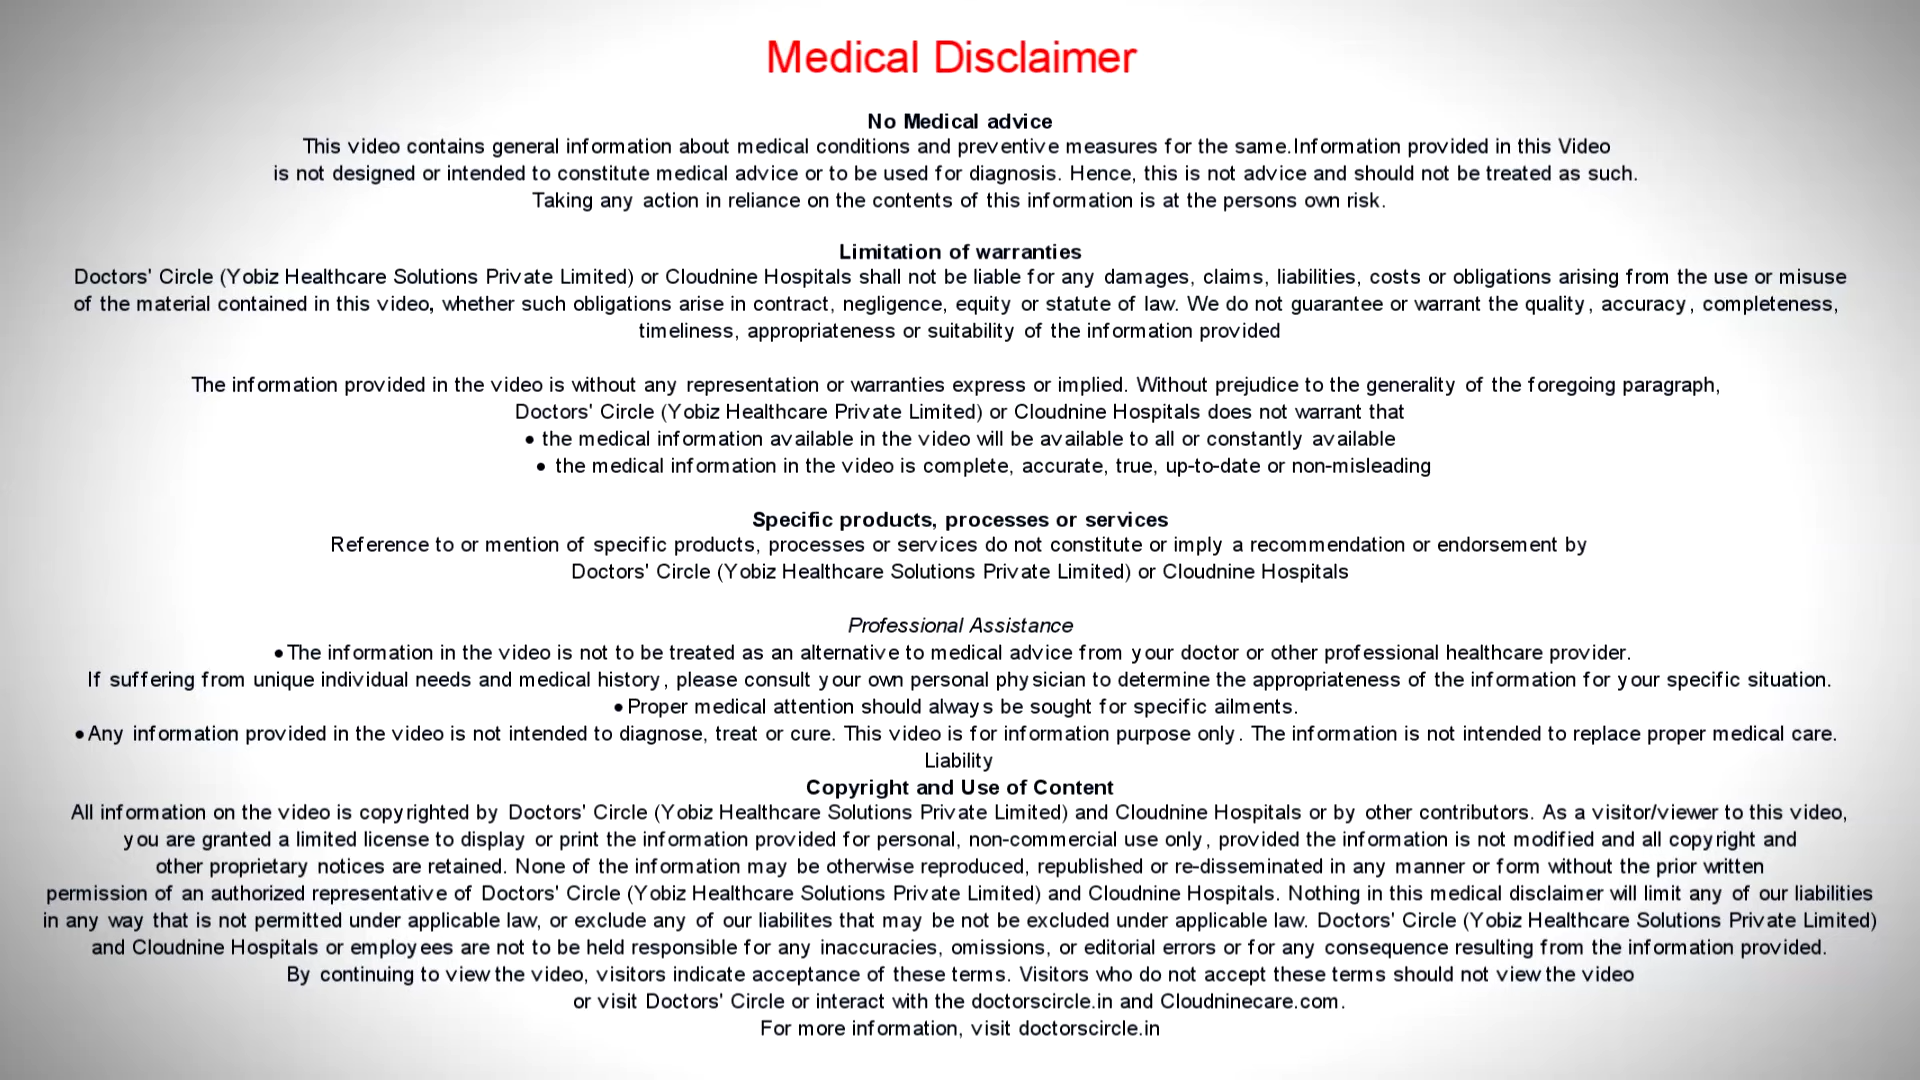 Medical Disclaimer
No Medical advice
This video contains general information about medical conditions and preventive measures for the same.Information provided in this Video
is not designed or intended to constitute medical advice or to be used for diagnosis. Hence, this is not advice and should not be treated as such.
Taking any action in reliance on the contents of this information is at the persons own risk.
Limitation of warranties
Doctors' Circle (Yobiz Healthcare Solutions Private Limited) or Cloudnine Hospitals shall not be liable for any damages, claims, liabilities, costs or obligations arising from the use or misuse
of the material contained in this video, whether such obligations arise in contract, negligence, equity or statute of law. We do not guarantee or warrant the quality, accuracy, completeness,
timeliness, appropriateness or suitability of the information provided
The information provided in the video is without any representation or warranties express or implied. Without prejudice to the generality of the foregoing paragraph,
Doctors' Circle (Yobiz Healthcare Private Limited) or Cloudnine Hospitals does not warrant that
• the medical information available in the video will be available to all or constantly available
• the medical information in the video is complete, accurate, true, up-to-date or non-misleading
Specific products, processes or services
Reference to or mention of specific products, processes or services do not constitute or imply a recommendation or endorsement by
Doctors' Circle (Yobiz Healthcare Solutions Private Limited) or Cloudnine Hospitals
Professional Assistance
•The information in the video is not to be treated as an alternative to medical advice from your doctor or other professional healthcare provider.
If suffering from unique individual needs and medical history, please consult your own personal physician to determine the appropriateness of the information for your specific situation.
•Proper medical attention should always be sought for specific ailments.
•Any information provided in the video is not intended to diagnose, treat or cure. This video is for information purpose only. The information is not intended to replace proper medical care.
Liability
Copyright and Use of Content
All information on the video is copyrighted by Doctors' Circle (Yobiz Healthcare Solutions Private Limited) and Cloudnine Hospitals or by other contributors. As a visitor/viewer to this video,
you are granted a limited license to display or print the information provided for personal, non-commercial use only, provided the information is not modified and all copyright and
other proprietary notices are retained. None of the information may be otherwise reproduced, republished or re-disseminated in any manner or form without the prior written
permission of an authorized representative of Doctors' Circle (Yobiz Healthcare Solutions Private Limited) and Cloudnine Hospitals. Nothing in this medical disclaimer will limit any of our liabilities
in any way that is not permitted under applicable law, or exclude any of our liabilites that may be not be excluded under applicable law. Doctors' Circle (Yobiz Healthcare Solutions Private Limited)
and Cloudnine Hospitals or employees are not to be held responsible for any inaccuracies, omissions, or editorial errors or for any consequence resulting from the information provided.
By continuing to view the video, visitors indicate acceptance of these terms. Visitors who do not accept these terms should not view the video
or visit Doctors' Circle or interact with the doctorscircle.in and Cloudninecare.com.
For more information, visit doctorscircle.in